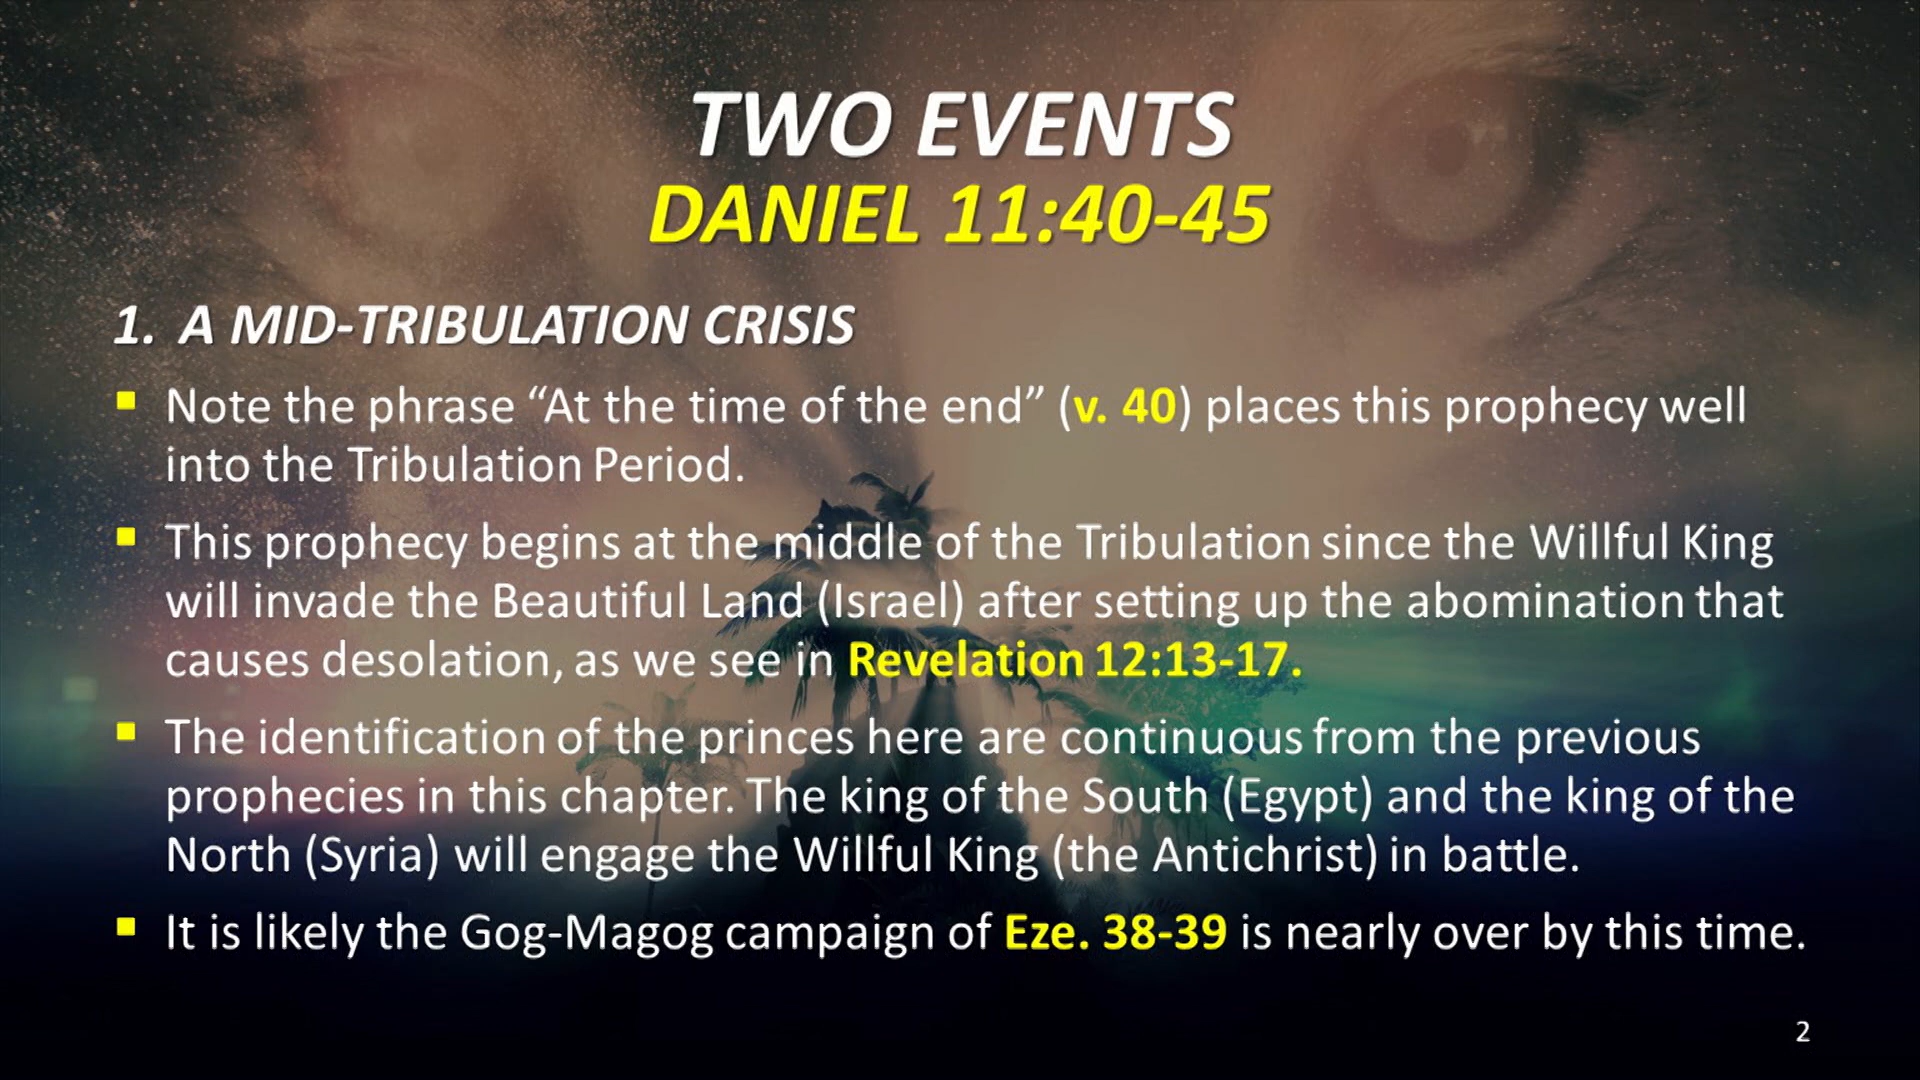 TWO EVENTS
DANIEL 11:40-45
1. A MID-TRIBULATION CRISIS
▪ Note the phrase “At the time of the end” (v. 40) places this prophecy well
into the Tribulation Period.
▪ This prophecy begins at the middle of the Tribulation since the Willful King
will invade the Beautiful Land (Israel) after setting up the abomination that
causes desolation, as we see in Revelation 12:13-17.
▪ The identification of the princes here are continuous from the previous
prophecies in this chapter. The king of the South (Egypt) and the king of the
North (Syria) will engage the Willful King (the Antichrist) in battle.
▪ It is likely the Gog-Magog campaign of Eze. 38-39 is nearly over by this time.
2